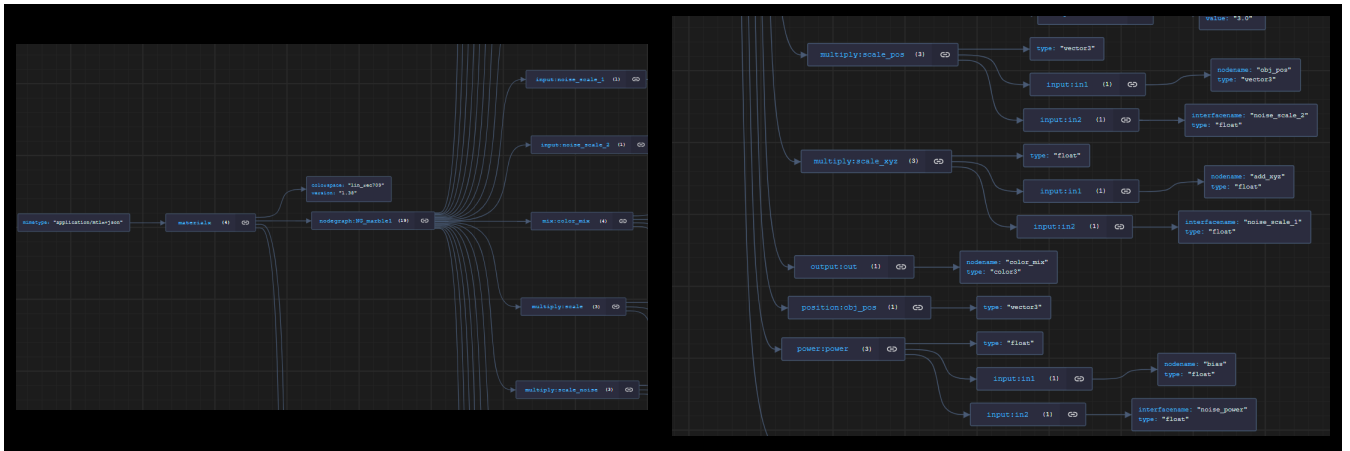 input:noise_scale_1 (1)
input:noise_scale_2 (1)
colorspace: "lin_rec709"
version: "1.38"
mimetype: "application/mtlx+json"
materialx (4)
nodegraph:NG_marble1 (19)
mix:color_mix (4)
multiply:scale (3)
multiply:scale_noise (3)
value: "3.0"
multiply:scale_pos (3)
type: "vector3"
input:in1 (1)
nodename: "obj_pos"
type: "vector3"
input:in2 (1)
interfacename: "noise_scale_2"
type: "float"
multiply:scale_xyz (3)
type: "float"
input:in1 (1)
nodename: "add_xyz"
type: "float"
input:in2 (1)
interfacename: "noise_scale_1"
type: "float"
output:out (1)
nodename: "color_mix"
type: "color3"
position:obj_pos (1)
type: "vector3"
power:power (3)
type: "float"
input:in1 (1)
nodename: "bias"
type: "float"
input:in2 (1)
interfacename: "noise_power"
type: "float"